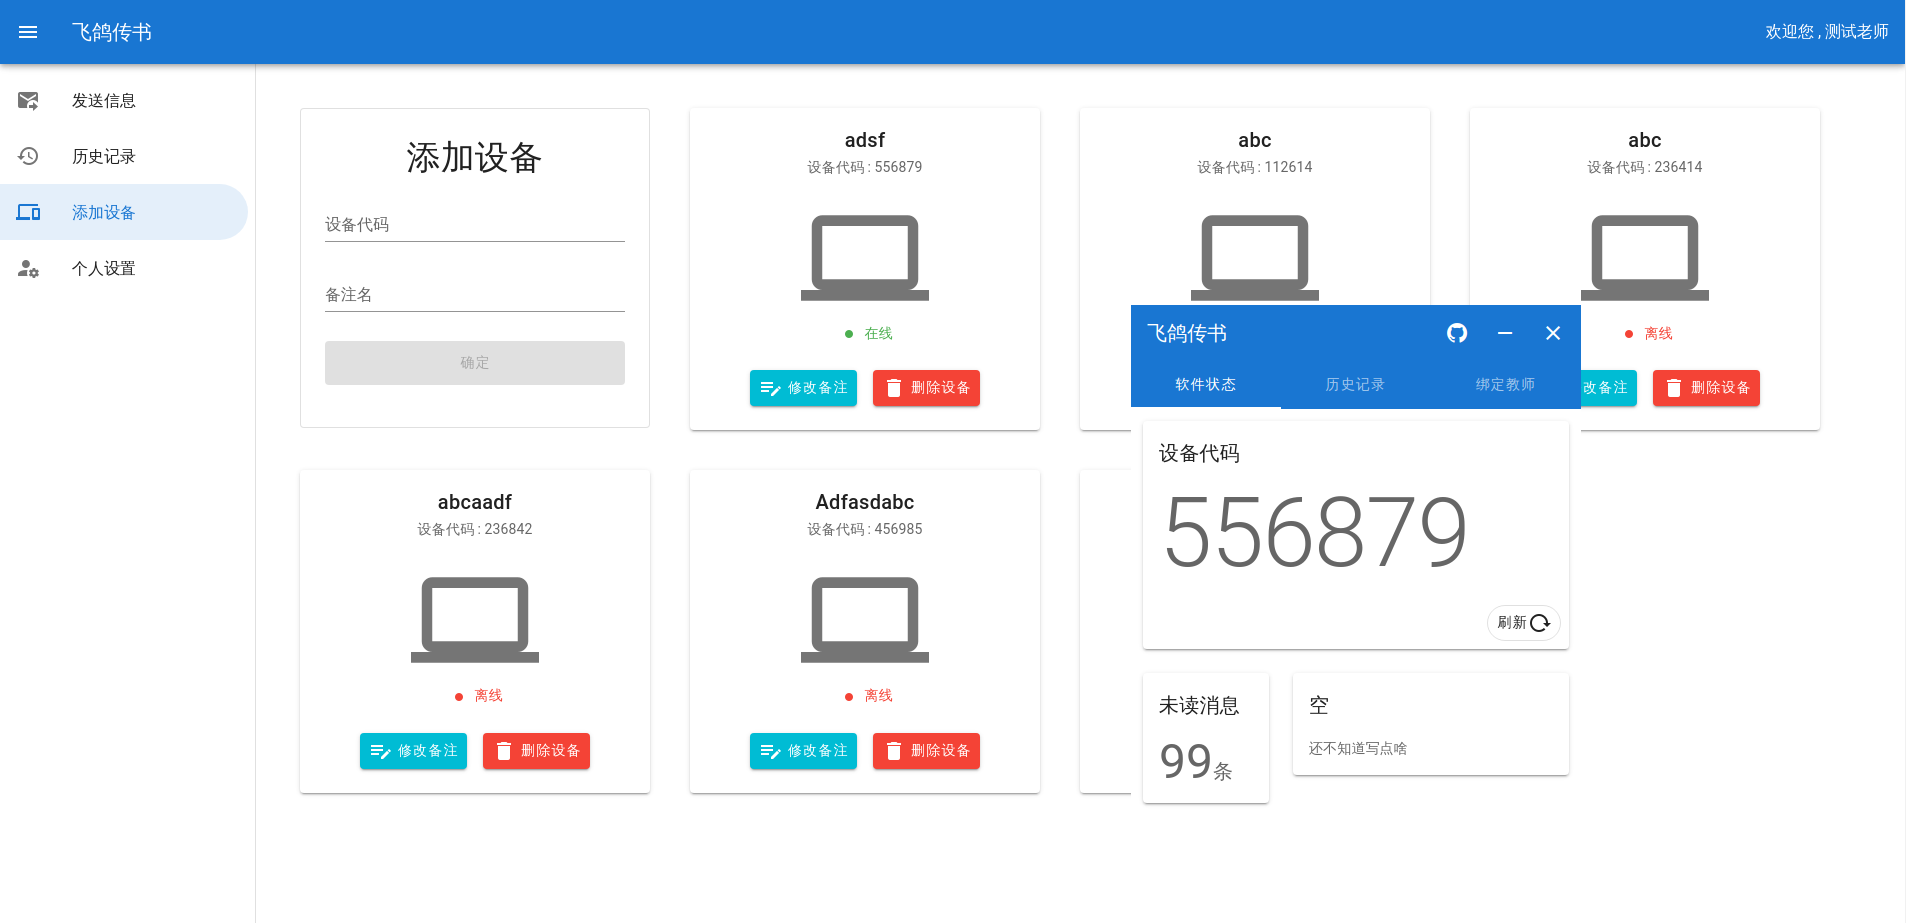 飞鸽传书
欢迎您 , 测试老师
发送信息
历史记录
添加设备
个人设置
添加设备
设备代码
备注名
确定
adsf
设备代码 : 556879
在线
修改备注
删除设备
abc
设备代码 : 112614
abc
设备代码 : 236414
离线
改备注
删除设备
abcaadf
设备代码 : 236842
离线
修改备注
删除设备
Adfasdabc
设备代码 : 456985
离线
修改备注
删除设备
飞鸽传书
软件状态
历史记录
绑定教师
设备代码
556879
刷新
未读消息
99条
空
还不知道写点啥